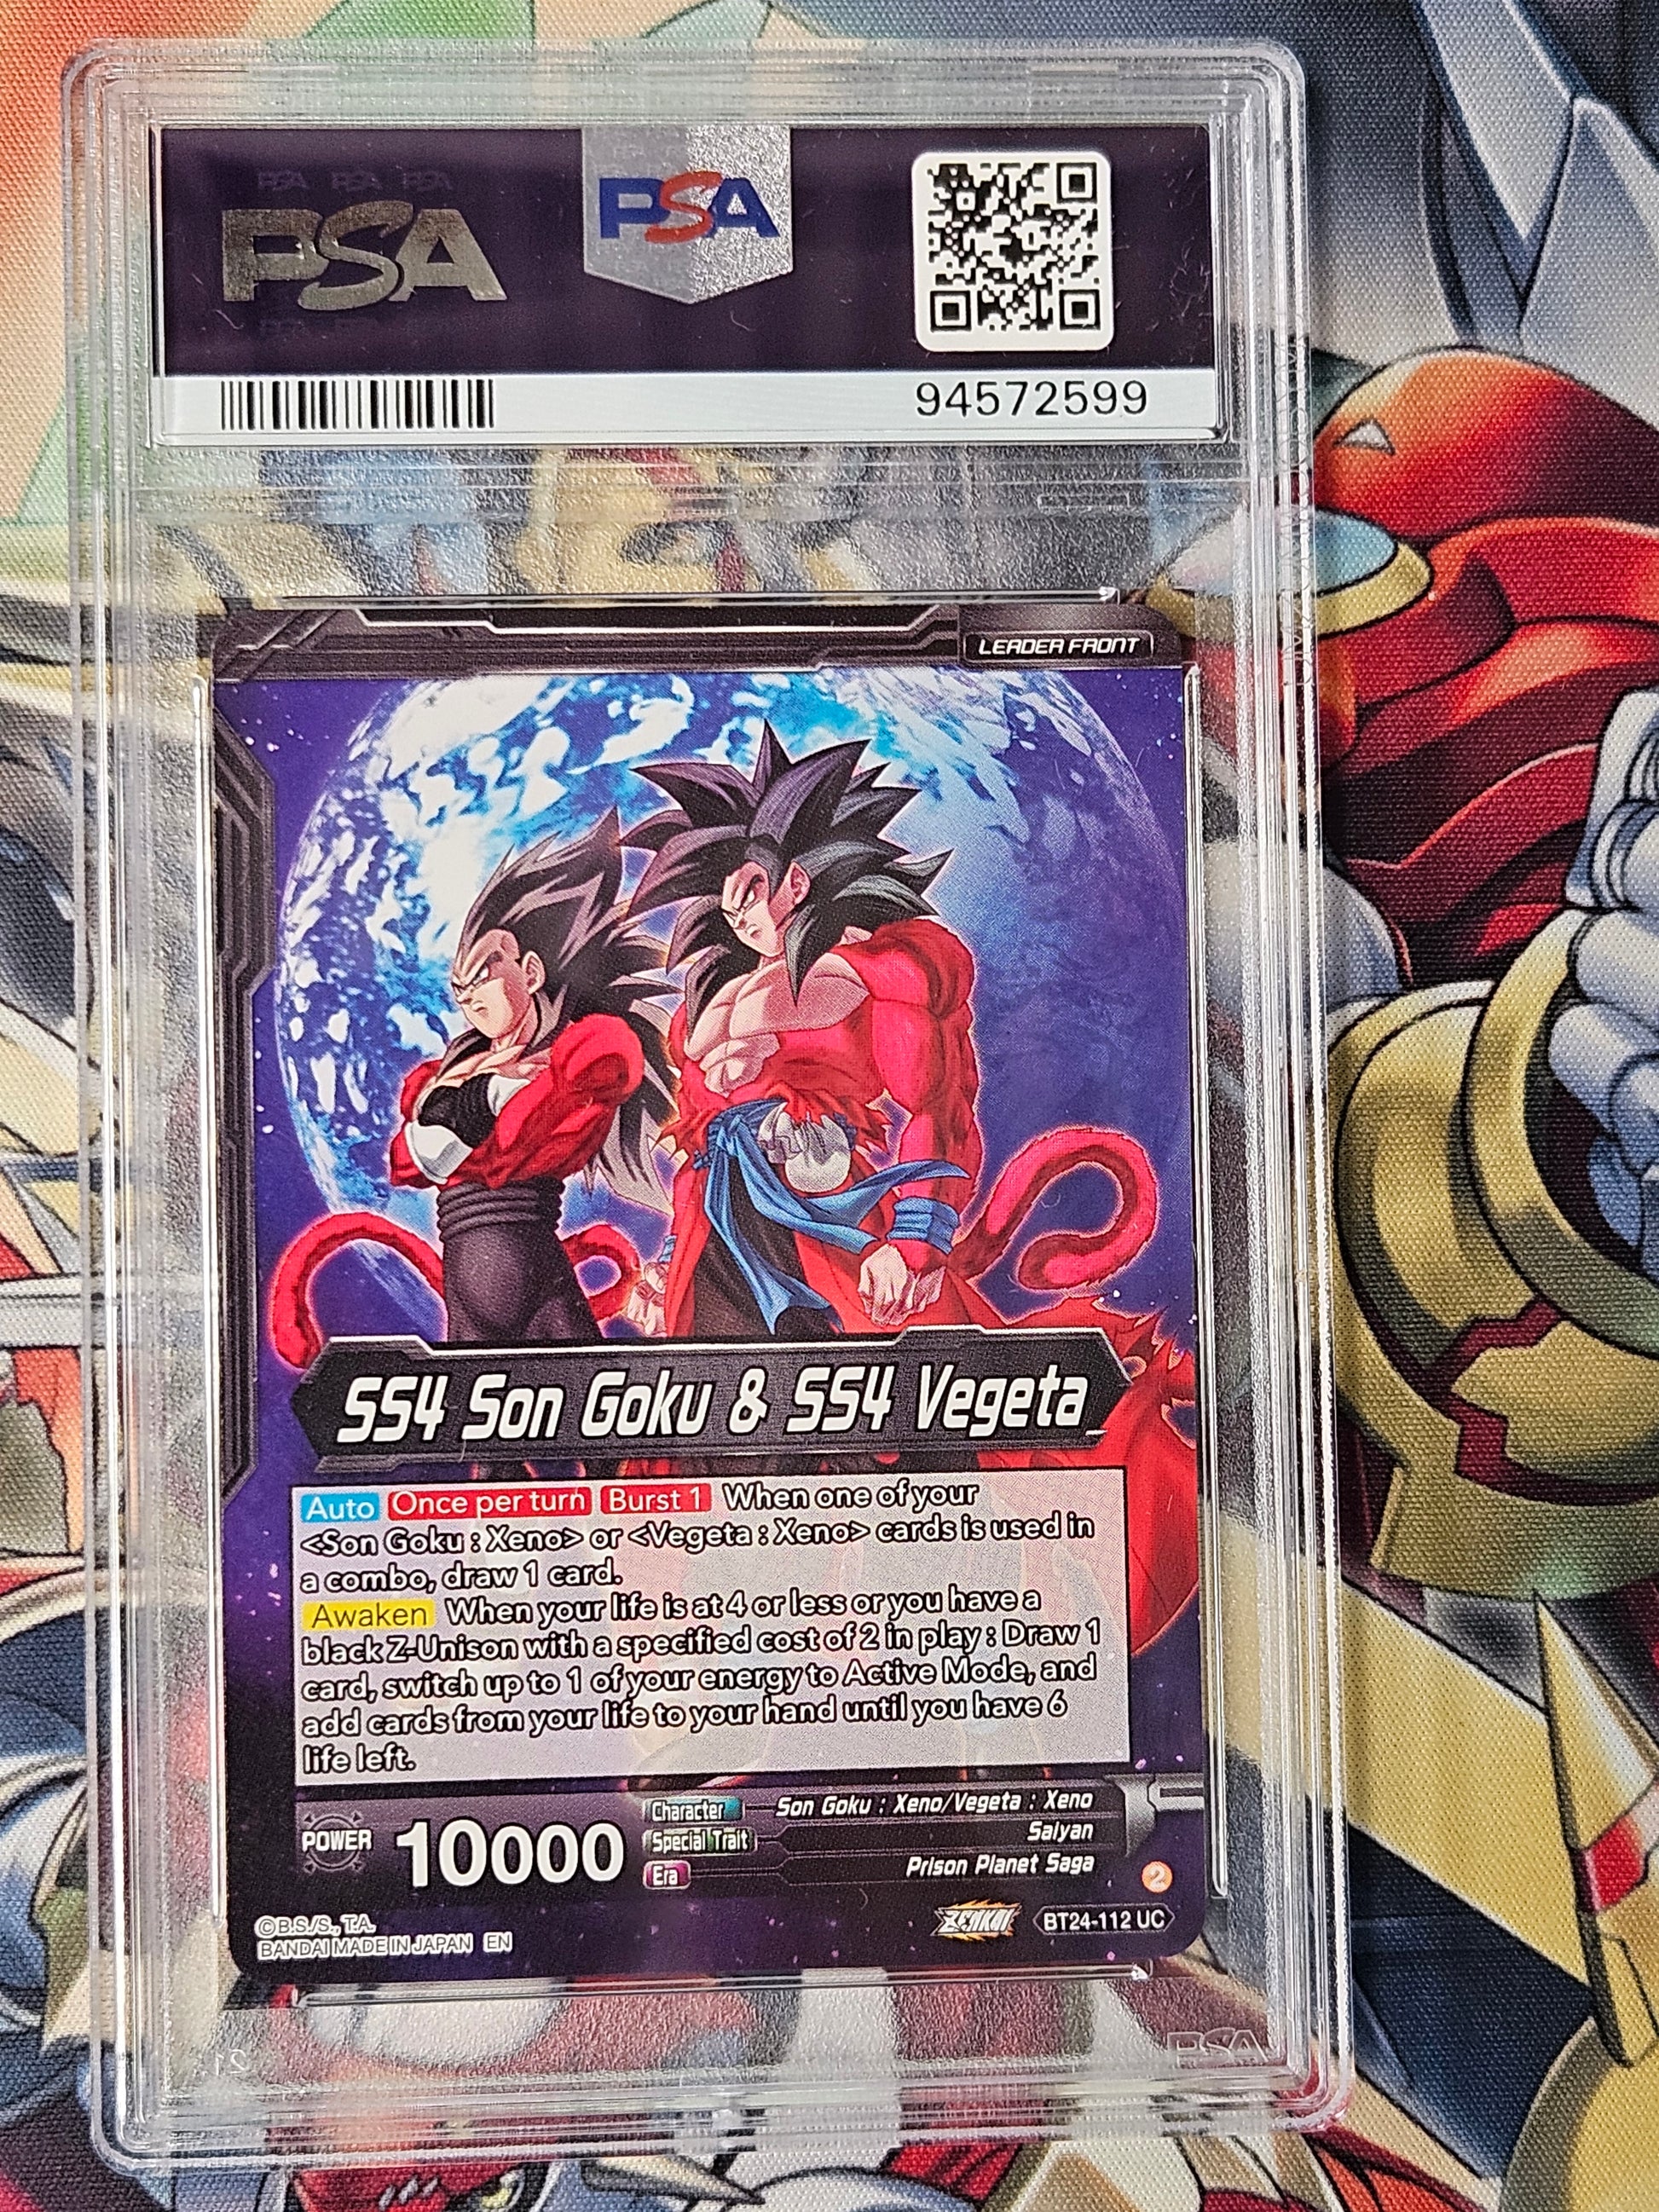 PSA PSA PSA
PSA
PSA
94572599
LEADER FRONT
SS4 Son Goku & SS4 Vegeta
Auto Once per turn Burst 1 When one of your
<Son Goku : Xeno> or <Vegeta : Xeno> cards is used in
a combo, draw 1 card.
Awaken When your life is at 4 or less or you have a
black Z-Unison with a specified cost of 2 in play : Draw 1
card, switch up to 1 of your energy to Active Mode, and
add cards from your life to your hand until you have 6
life left.
POWER 10000
Character Son Goku : Xeno/Vegeta : Xeno
Special Trait Saiyan
Era Prison Planet Saga
2
©B.S./S., T.A.
BANDAI MADE IN JAPAN EN
ZENKAI BT24-112 UC
PSA